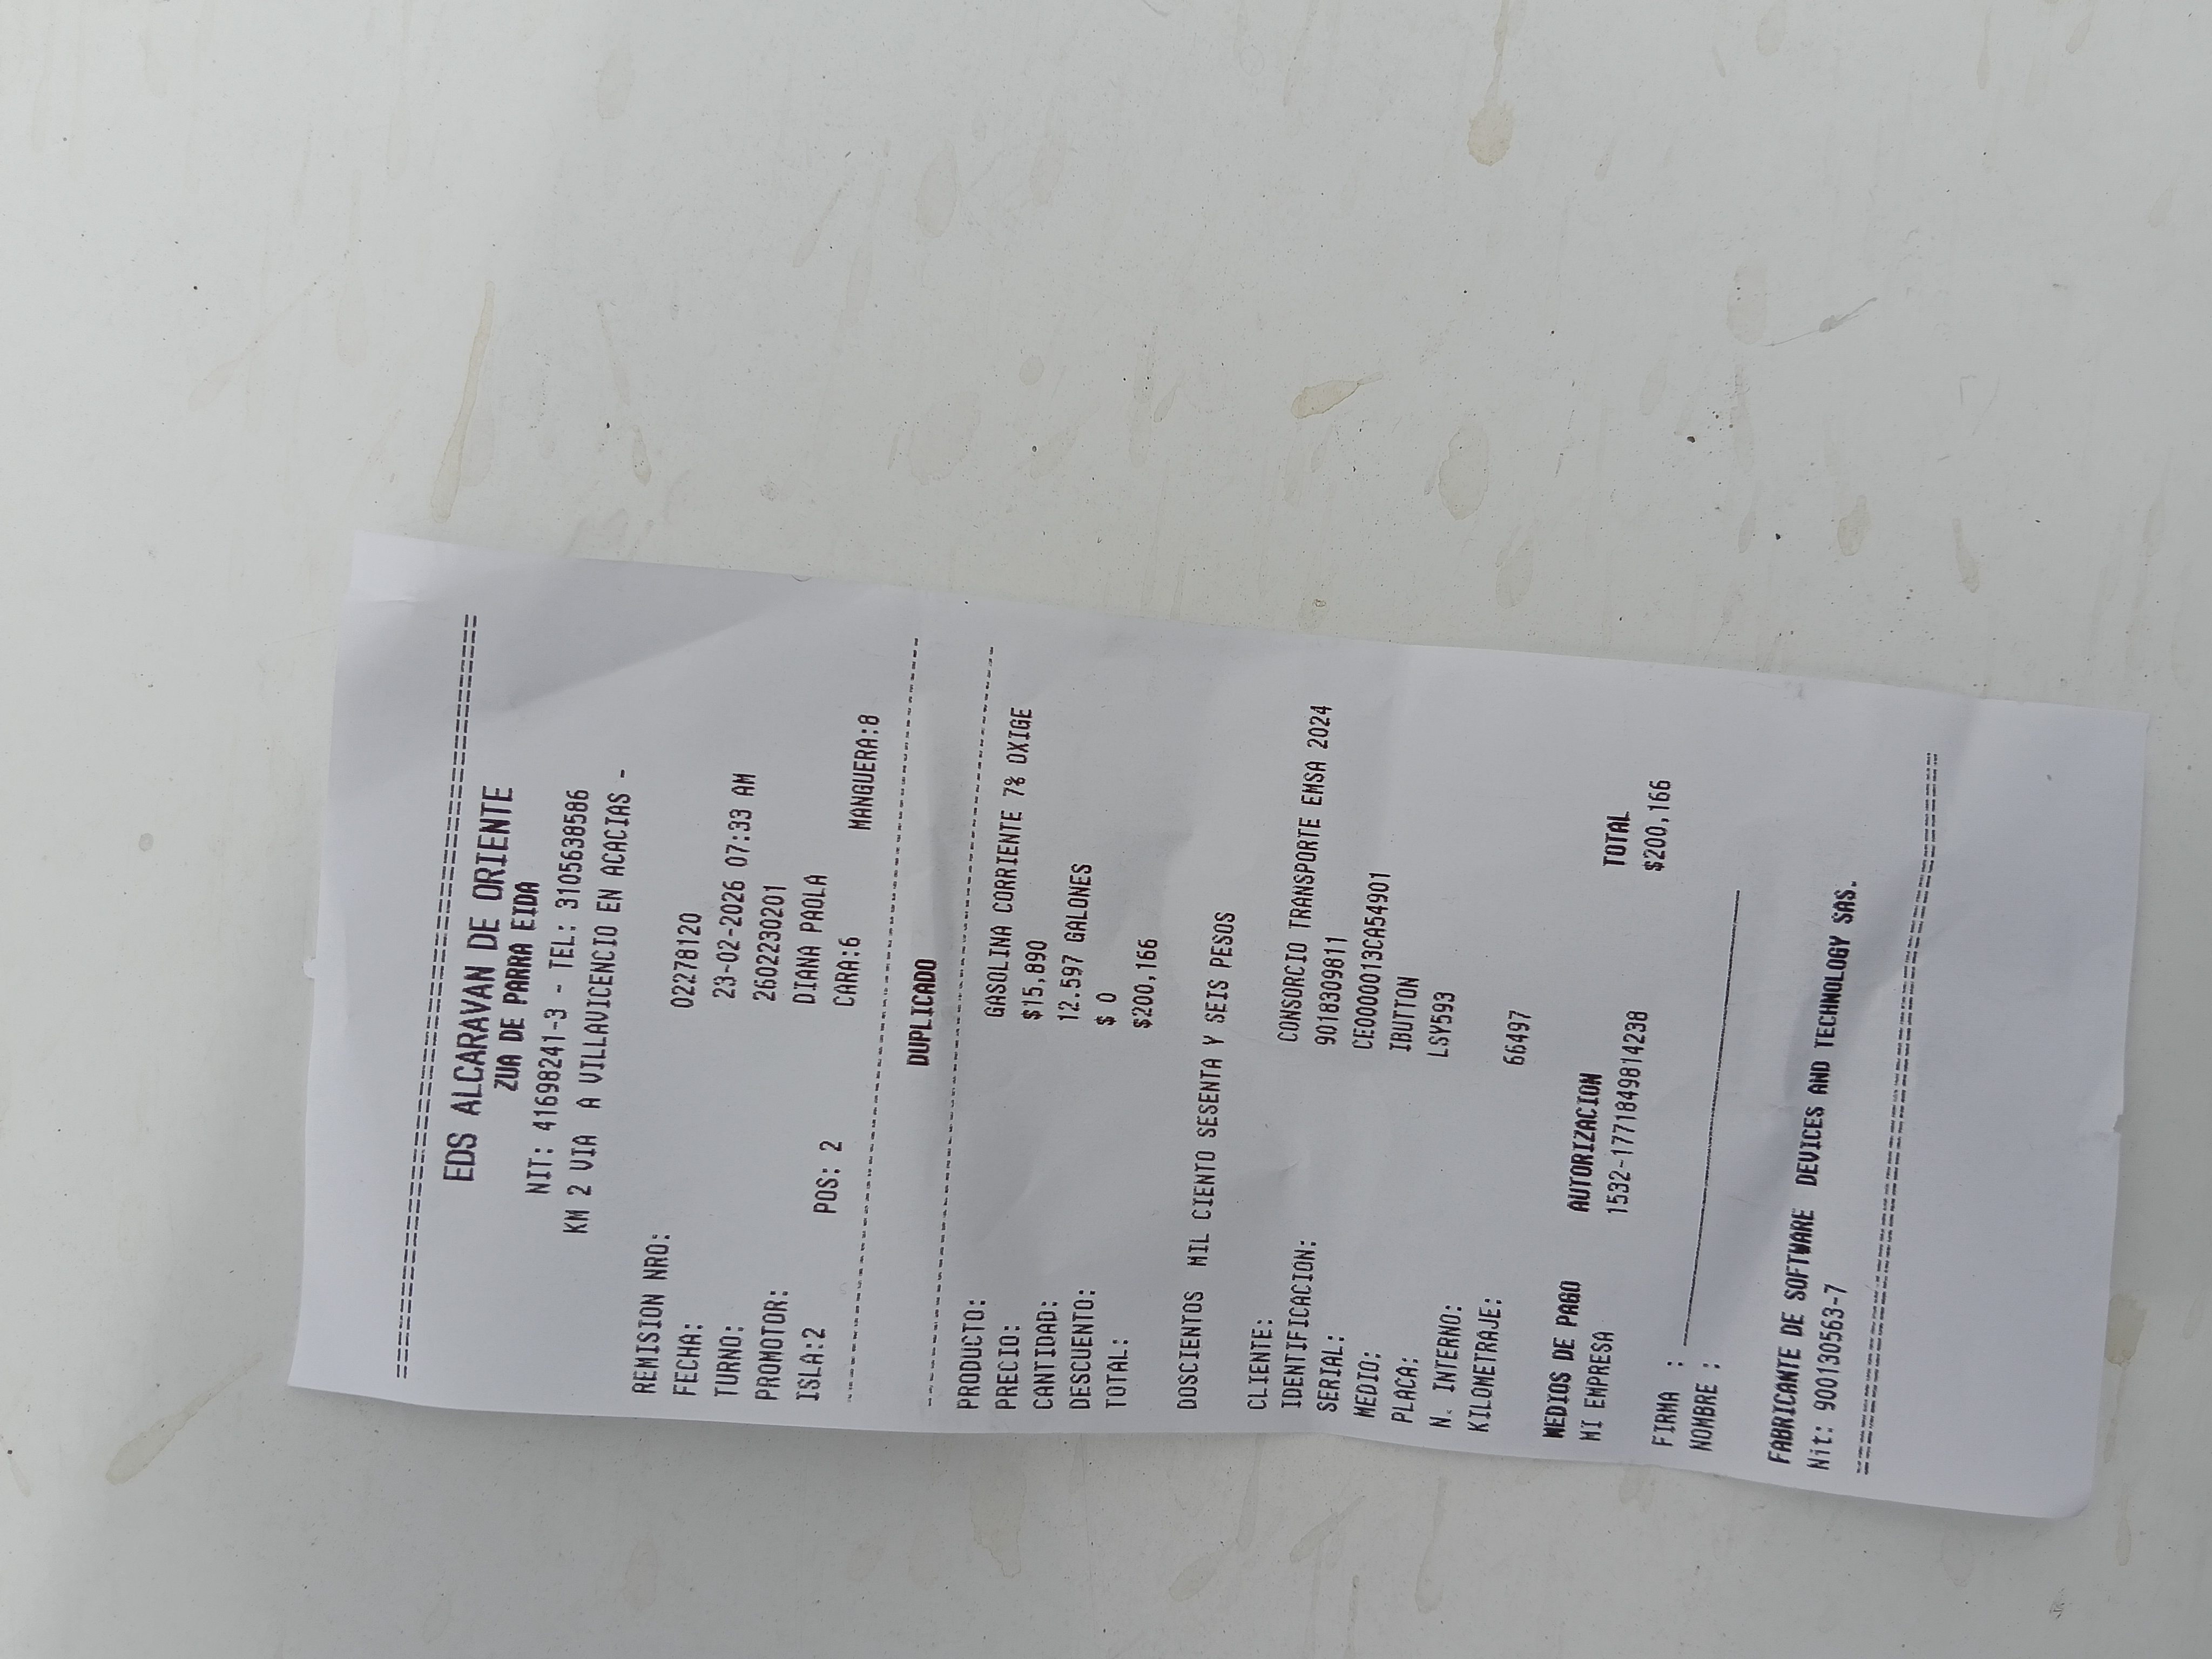 ================================================
EDS ALCARAVAN DE ORIENTE
ZUA DE PARRA EIDA
NIT: 41698241-3 - TEL: 3105638586
KM 2 VIA A VILLAVICENCIO EN ACACIAS -
REMISION NRO: 02278120
FECHA: 23-02-2026 07:33 AM
TURNO: 2602230201
PROMOTOR: DIANA PAOLA
ISLA:2 POS: 2 CARA:6 MANGUERA:8
------------------------------------------------
DUPLICADO
------------------------------------------------
PRODUCTO: GASOLINA CORRIENTE 7% OXIGE
PRECIO: $15,890
CANTIDAD: 12.597 GALONES
DESCUENTO: $ 0
TOTAL: $200,166
DOSCIENTOS MIL CIENTO SESENTA Y SEIS PESOS
CLIENTE: CONSORCIO TRANSPORTE EMSA 2024
IDENTIFICACION: 9018309811
SERIAL: CE0000013CA54901
MEDIO: IBUTTON
PLACA: LSY593
N. INTERNO:
KILOMETRAJE: 66497
MEDIOS DE PAGO AUTORIZACION TOTAL
MI EMPRESA 1532-1771849814238 $200,166
FIRMA :
NOMBRE :
FABRICANTE DE SOFTWARE DEVICES AND TECHNOLOGY SAS.
Nit: 900130563-7
================================================